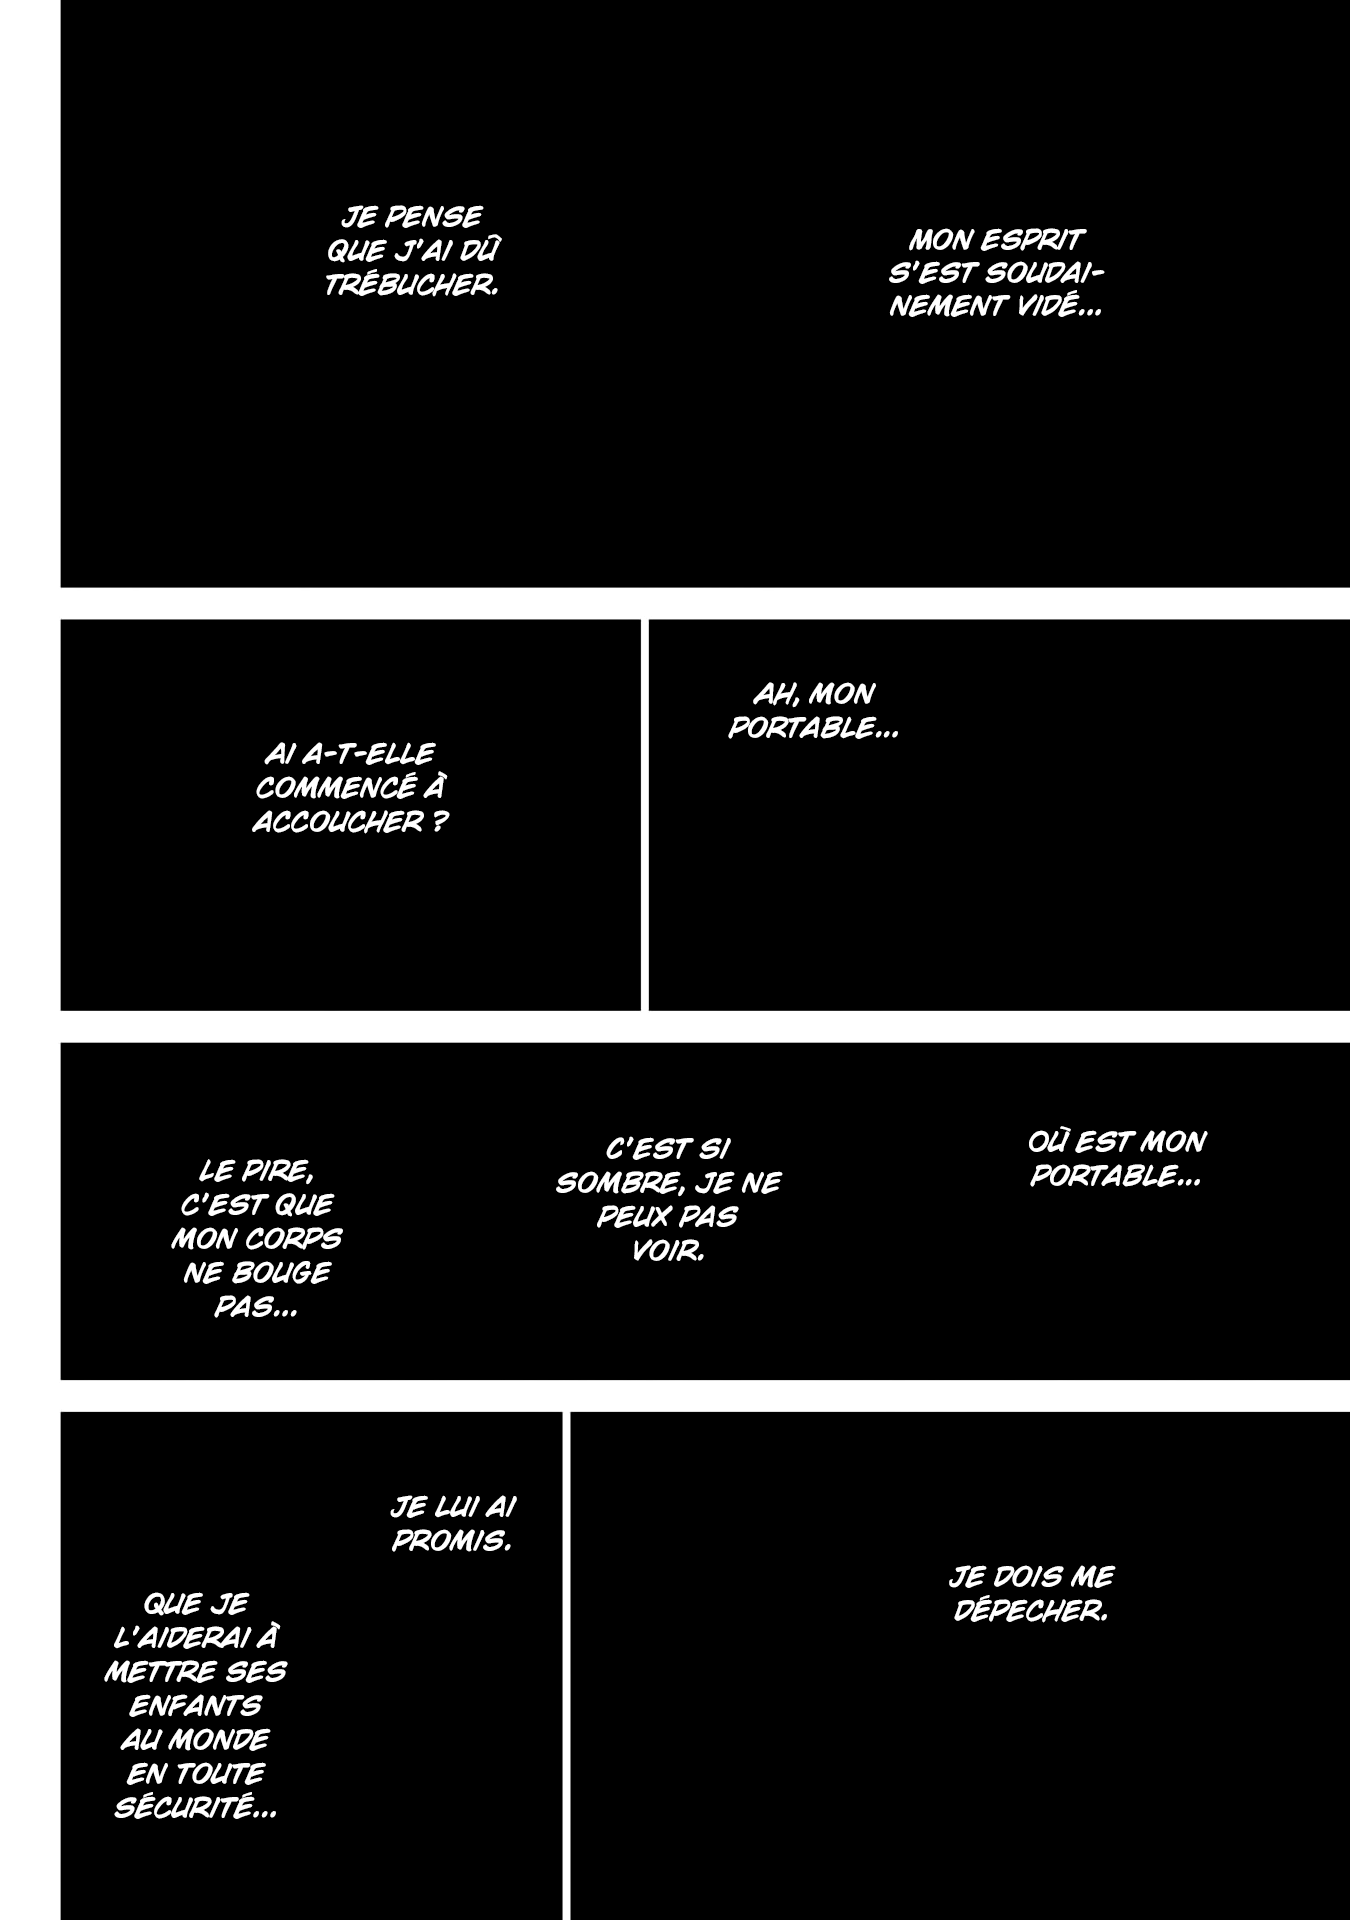 MON ESPRIT
S'EST SOUDAI-
NEMENT VIDÉ...
JE PENSE
QUE J'AI DÛ
TRÉBUCHER.
AH, MON
PORTABLE...
AI A-T-ELLE
COMMENCÉ À
ACCOUCHER ?
OÙ EST MON
PORTABLE...
C'EST SI
SOMBRE, JE NE
PEUX PAS
VOIR.
LE PIRE,
C'EST QUE
MON CORPS
NE BOUGE
PAS...
JE DOIS ME
DÉPECHER.
JE LUI AI
PROMIS.
QUE JE
L'AIDERAI À
METTRE SES
ENFANTS
AU MONDE
EN TOUTE
SÉCURITÉ...